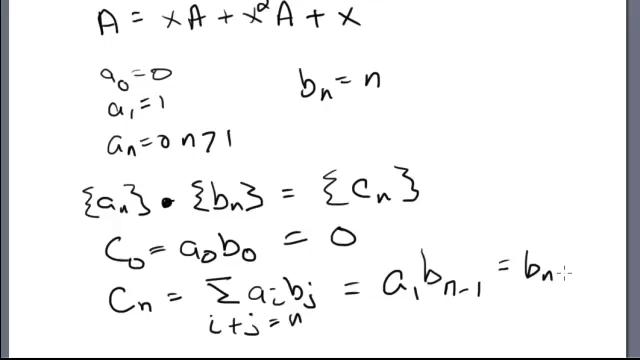 A = xA + x²A + x
a₀ = 0
bₙ = n
a₁ = 1
aₙ = 0 n > 1
{aₙ} • {bₙ} = {cₙ}
C₀ = a₀b₀ = 0
Cₙ = Σ aᵢbⱼ = a₁bₙ₋₁ = bₙ₋
i+j=n